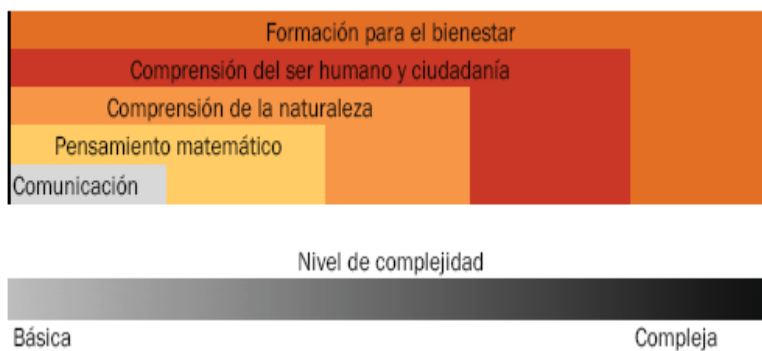 Formación para el bienestar
Comprensión del ser humano y ciudadanía
Comprensión de la naturaleza
Pensamiento matemático
Comunicación
Nivel de complejidad
Básica
Compleja